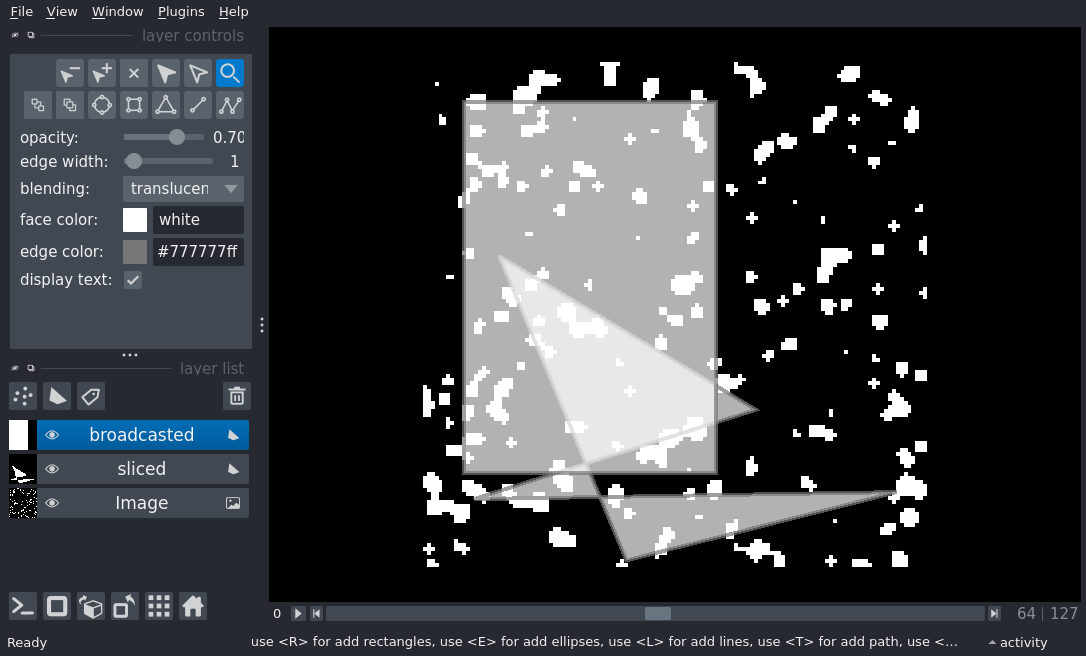 File View Window Plugins Help
layer controls
opacity: 0.70
edge width: 1
blending: translucen
face color: white
edge color: #777777ff
display text:
layer list
broadcasted
sliced
Image
0 64 127
Ready use <R> for add rectangles, use <E> for add ellipses, use <L> for add lines, use <T> for add path, use <... activity